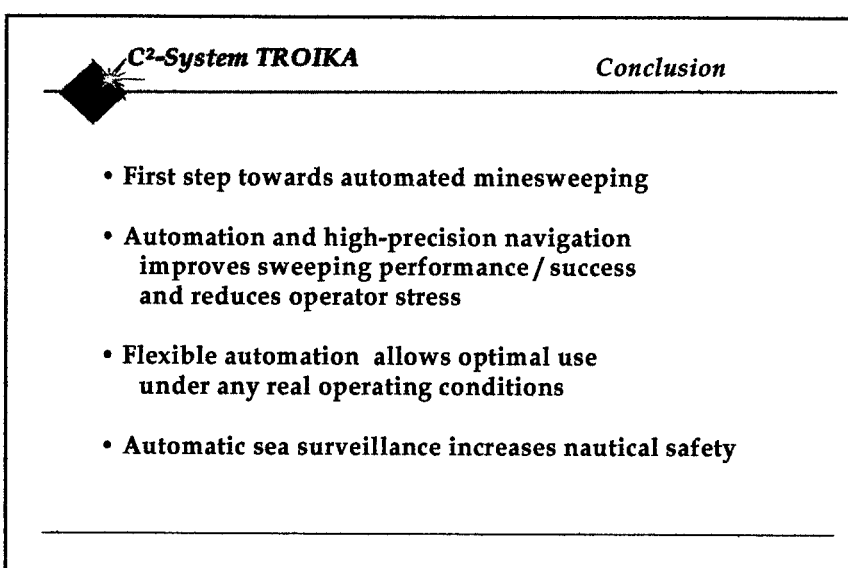 C²-System TROIKA
Conclusion
• First step towards automated minesweeping
• Automation and high-precision navigation
improves sweeping performance / success
and reduces operator stress
• Flexible automation allows optimal use
under any real operating conditions
• Automatic sea surveillance increases nautical safety